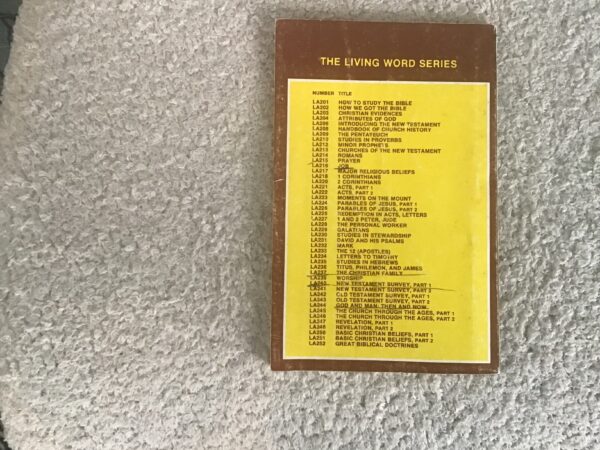 THE LIVING WORD SERIES
NUMBER TITLE
LA201 HOW TO STUDY THE BIBLE
LA202 HOW WE GOT THE BIBLE
LA203 CHRISTIAN EVIDENCES
LA204 ATTRIBUTES OF GOD
LA206 INTRODUCING THE NEW TESTAMENT
LA208 HANDBOOK OF CHURCH HISTORY
LA209 THE PENTATEUCH
LA210 STUDIES IN PROVERBS
LA212 MINOR PROPHETS
LA213 CHURCHES OF THE NEW TESTAMENT
LA214 ROMANS
LA215 PRAYER
LA216 JOB
LA217 MAJOR RELIGIOUS BELIEFS
LA218 1 CORINTHIANS
LA220 2 CORINTHIANS
LA221 ACTS, PART 1
LA222 ACTS, PART 2
LA223 MOMENTS ON THE MOUNT
LA224 PARABLES OF JESUS, PART 1
LA225 PARABLES OF JESUS, PART 2
LA226 REDEMPTION IN ACTS, LETTERS
LA227 1 AND 2 PETER, JUDE
LA228 THE PERSONAL WORKER
LA229 GALATIANS
LA230 STUDIES IN STEWARDSHIP
LA231 DAVID AND HIS PSALMS
LA232 MARK
LA233 THE 12 (APOSTLES)
LA234 LETTERS TO TIMOTHY
LA235 STUDIES IN HEBREWS
LA236 TITUS, PHILEMON, AND JAMES
LA237 THE CHRISTIAN FAMILY
LA239 WORSHIP
LA240 NEW TESTAMENT SURVEY, PART 1
LA241 NEW TESTAMENT SURVEY, PART 2
LA242 OLD TESTAMENT SURVEY, PART 1
LA243 OLD TESTAMENT SURVEY, PART 2
LA244 GOD AND MAN: THEN AND NOW
LA245 THE CHURCH THROUGH THE AGES, PART 1
LA246 THE CHURCH THROUGH THE AGES, PART 2
LA247 REVELATION, PART 1
LA248 REVELATION, PART 2
LA250 BASIC CHRISTIAN BELIEFS, PART 1
LA251 BASIC CHRISTIAN BELIEFS, PART 2
LA252 GREAT BIBLICAL DOCTRINES